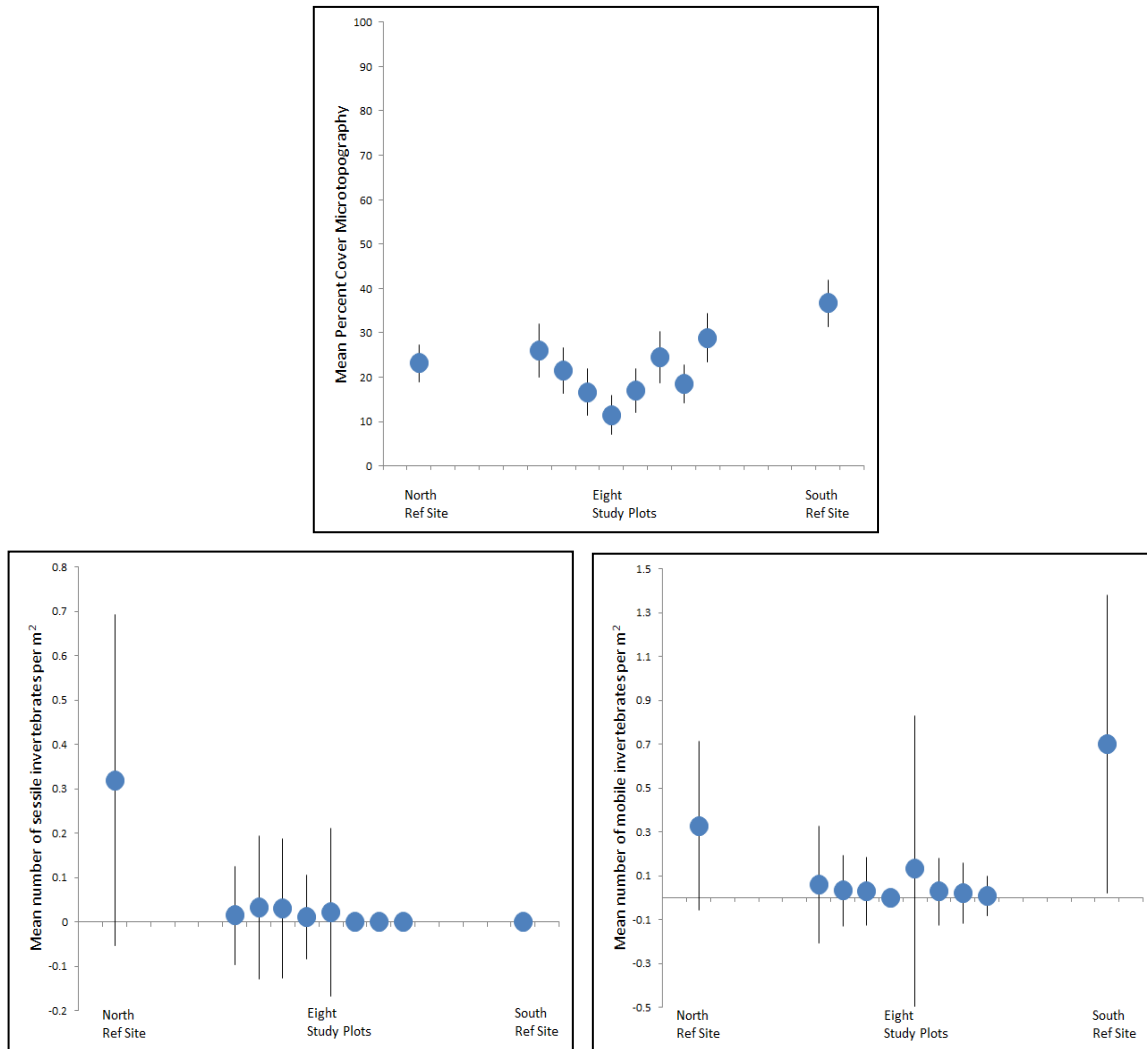 Mean Percent Cover Microtopography
100
90
80
70
60
50
40
30
20
10
0
North
Ref Site
Eight
Study Plots
South
Ref Site
Mean number of sessile invertebrates per m²
0.8
0.7
0.6
0.5
0.4
0.3
0.2
0.1
0
-0.1
-0.2
North
Ref Site
Eight
Study Plots
South
Ref Site
Mean number of mobile invertebrates per m²
1.5
1.3
1.1
0.9
0.7
0.5
0.3
0.1
-0.1
-0.3
-0.5
North
Ref Site
Eight
Study Plots
South
Ref Site